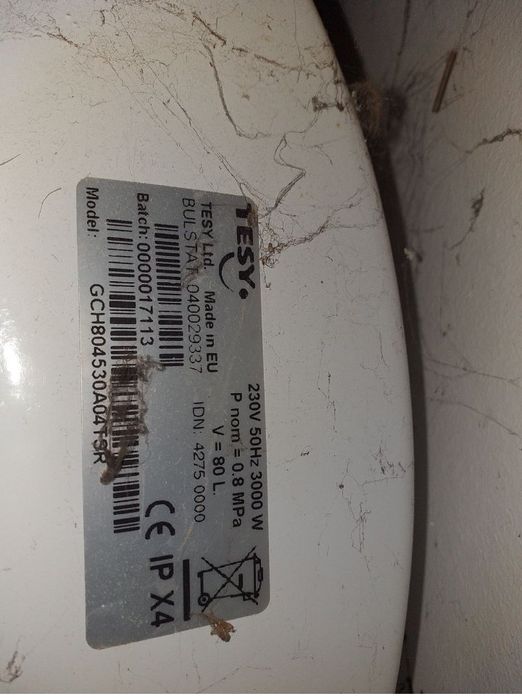 TESY
230V 50Hz 3000 W
P nom = 0.8 MPa
V = 80 L.
TESY Ltd. Made in EU
BULSTAT 040029337
IDN: 4275 0000
Batch: 0000017113
CE IP X4
Model: GCH804530A04TSR